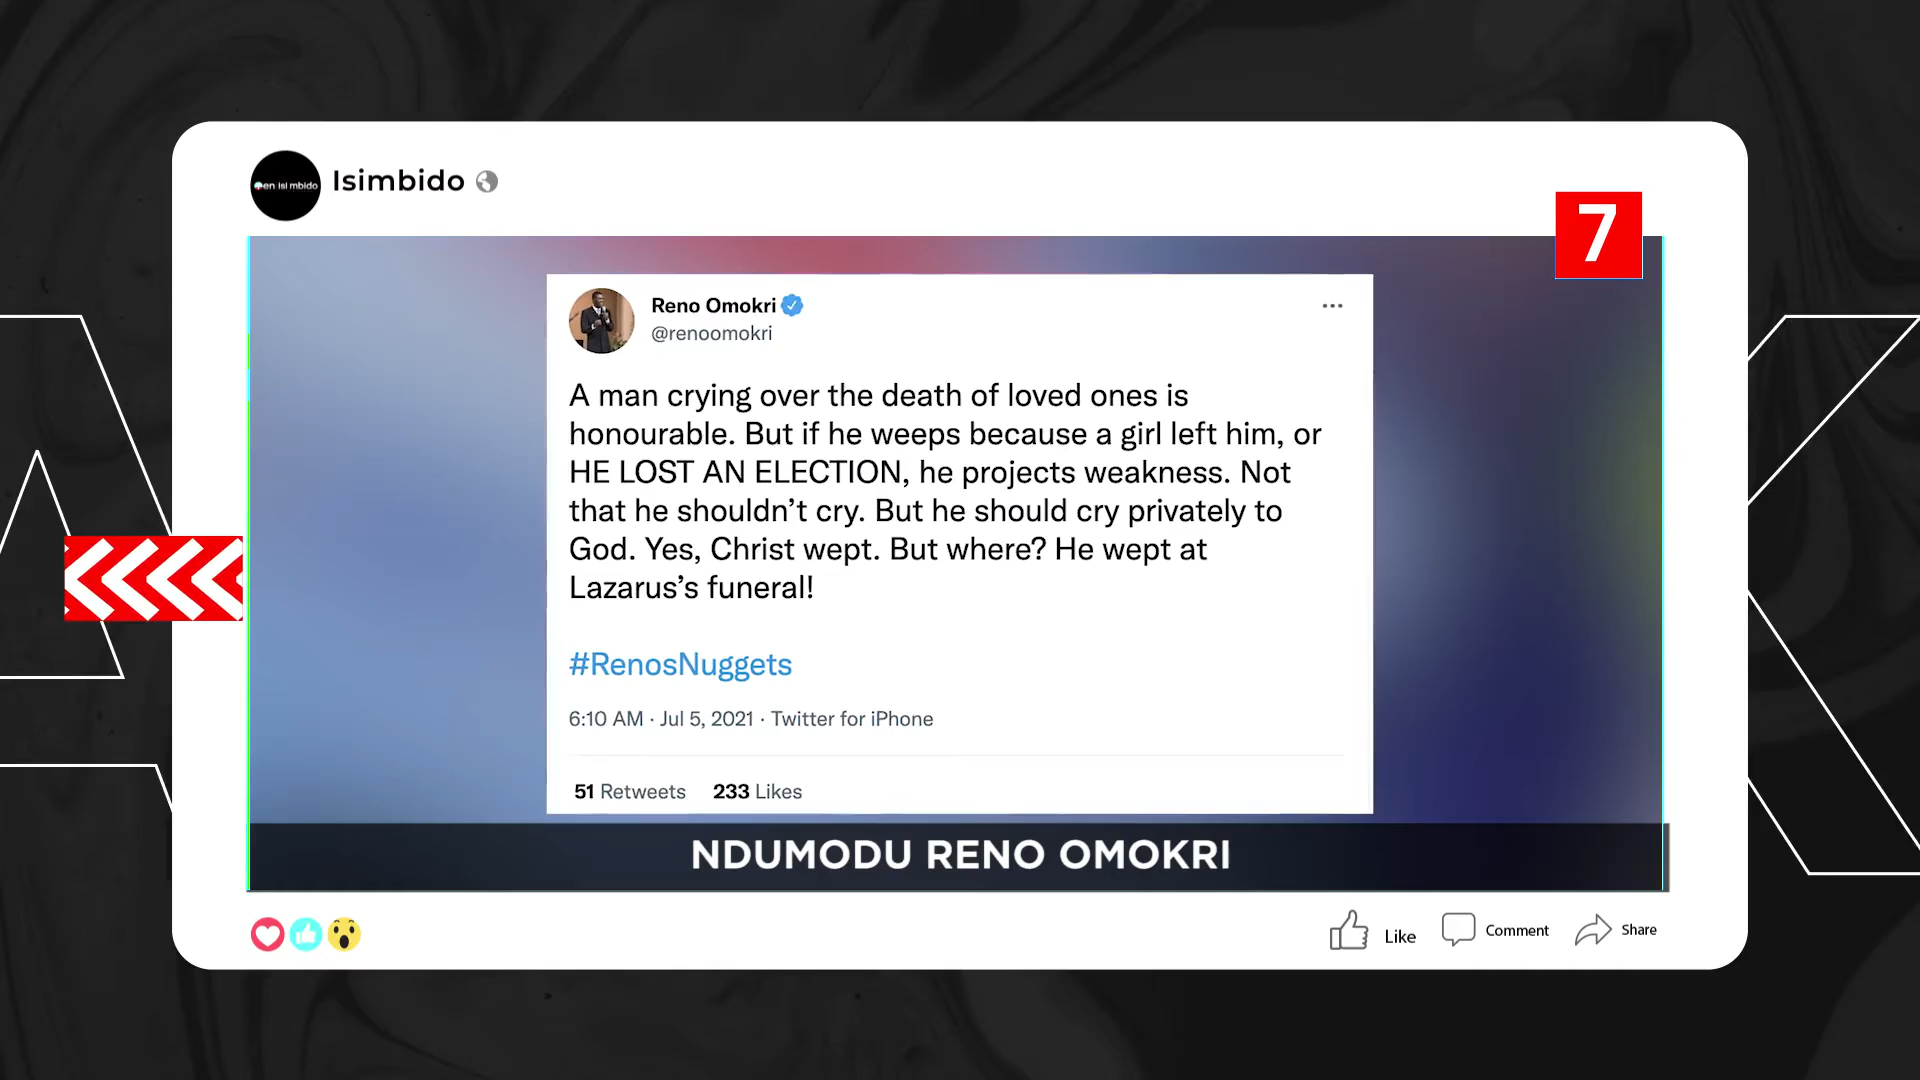 en isi mbido
Isimbido
7
Reno Omokri
@renoomokri
A man crying over the death of loved ones is
honourable. But if he weeps because a girl left him, or
HE LOST AN ELECTION, he projects weakness. Not
that he shouldn’t cry. But he should cry privately to
God. Yes, Christ wept. But where? He wept at
Lazarus’s funeral!
#RenosNuggets
6:10 AM · Jul 5, 2021 · Twitter for iPhone
51 Retweets 233 Likes
NDUMODU RENO OMOKRI
Like Comment Share